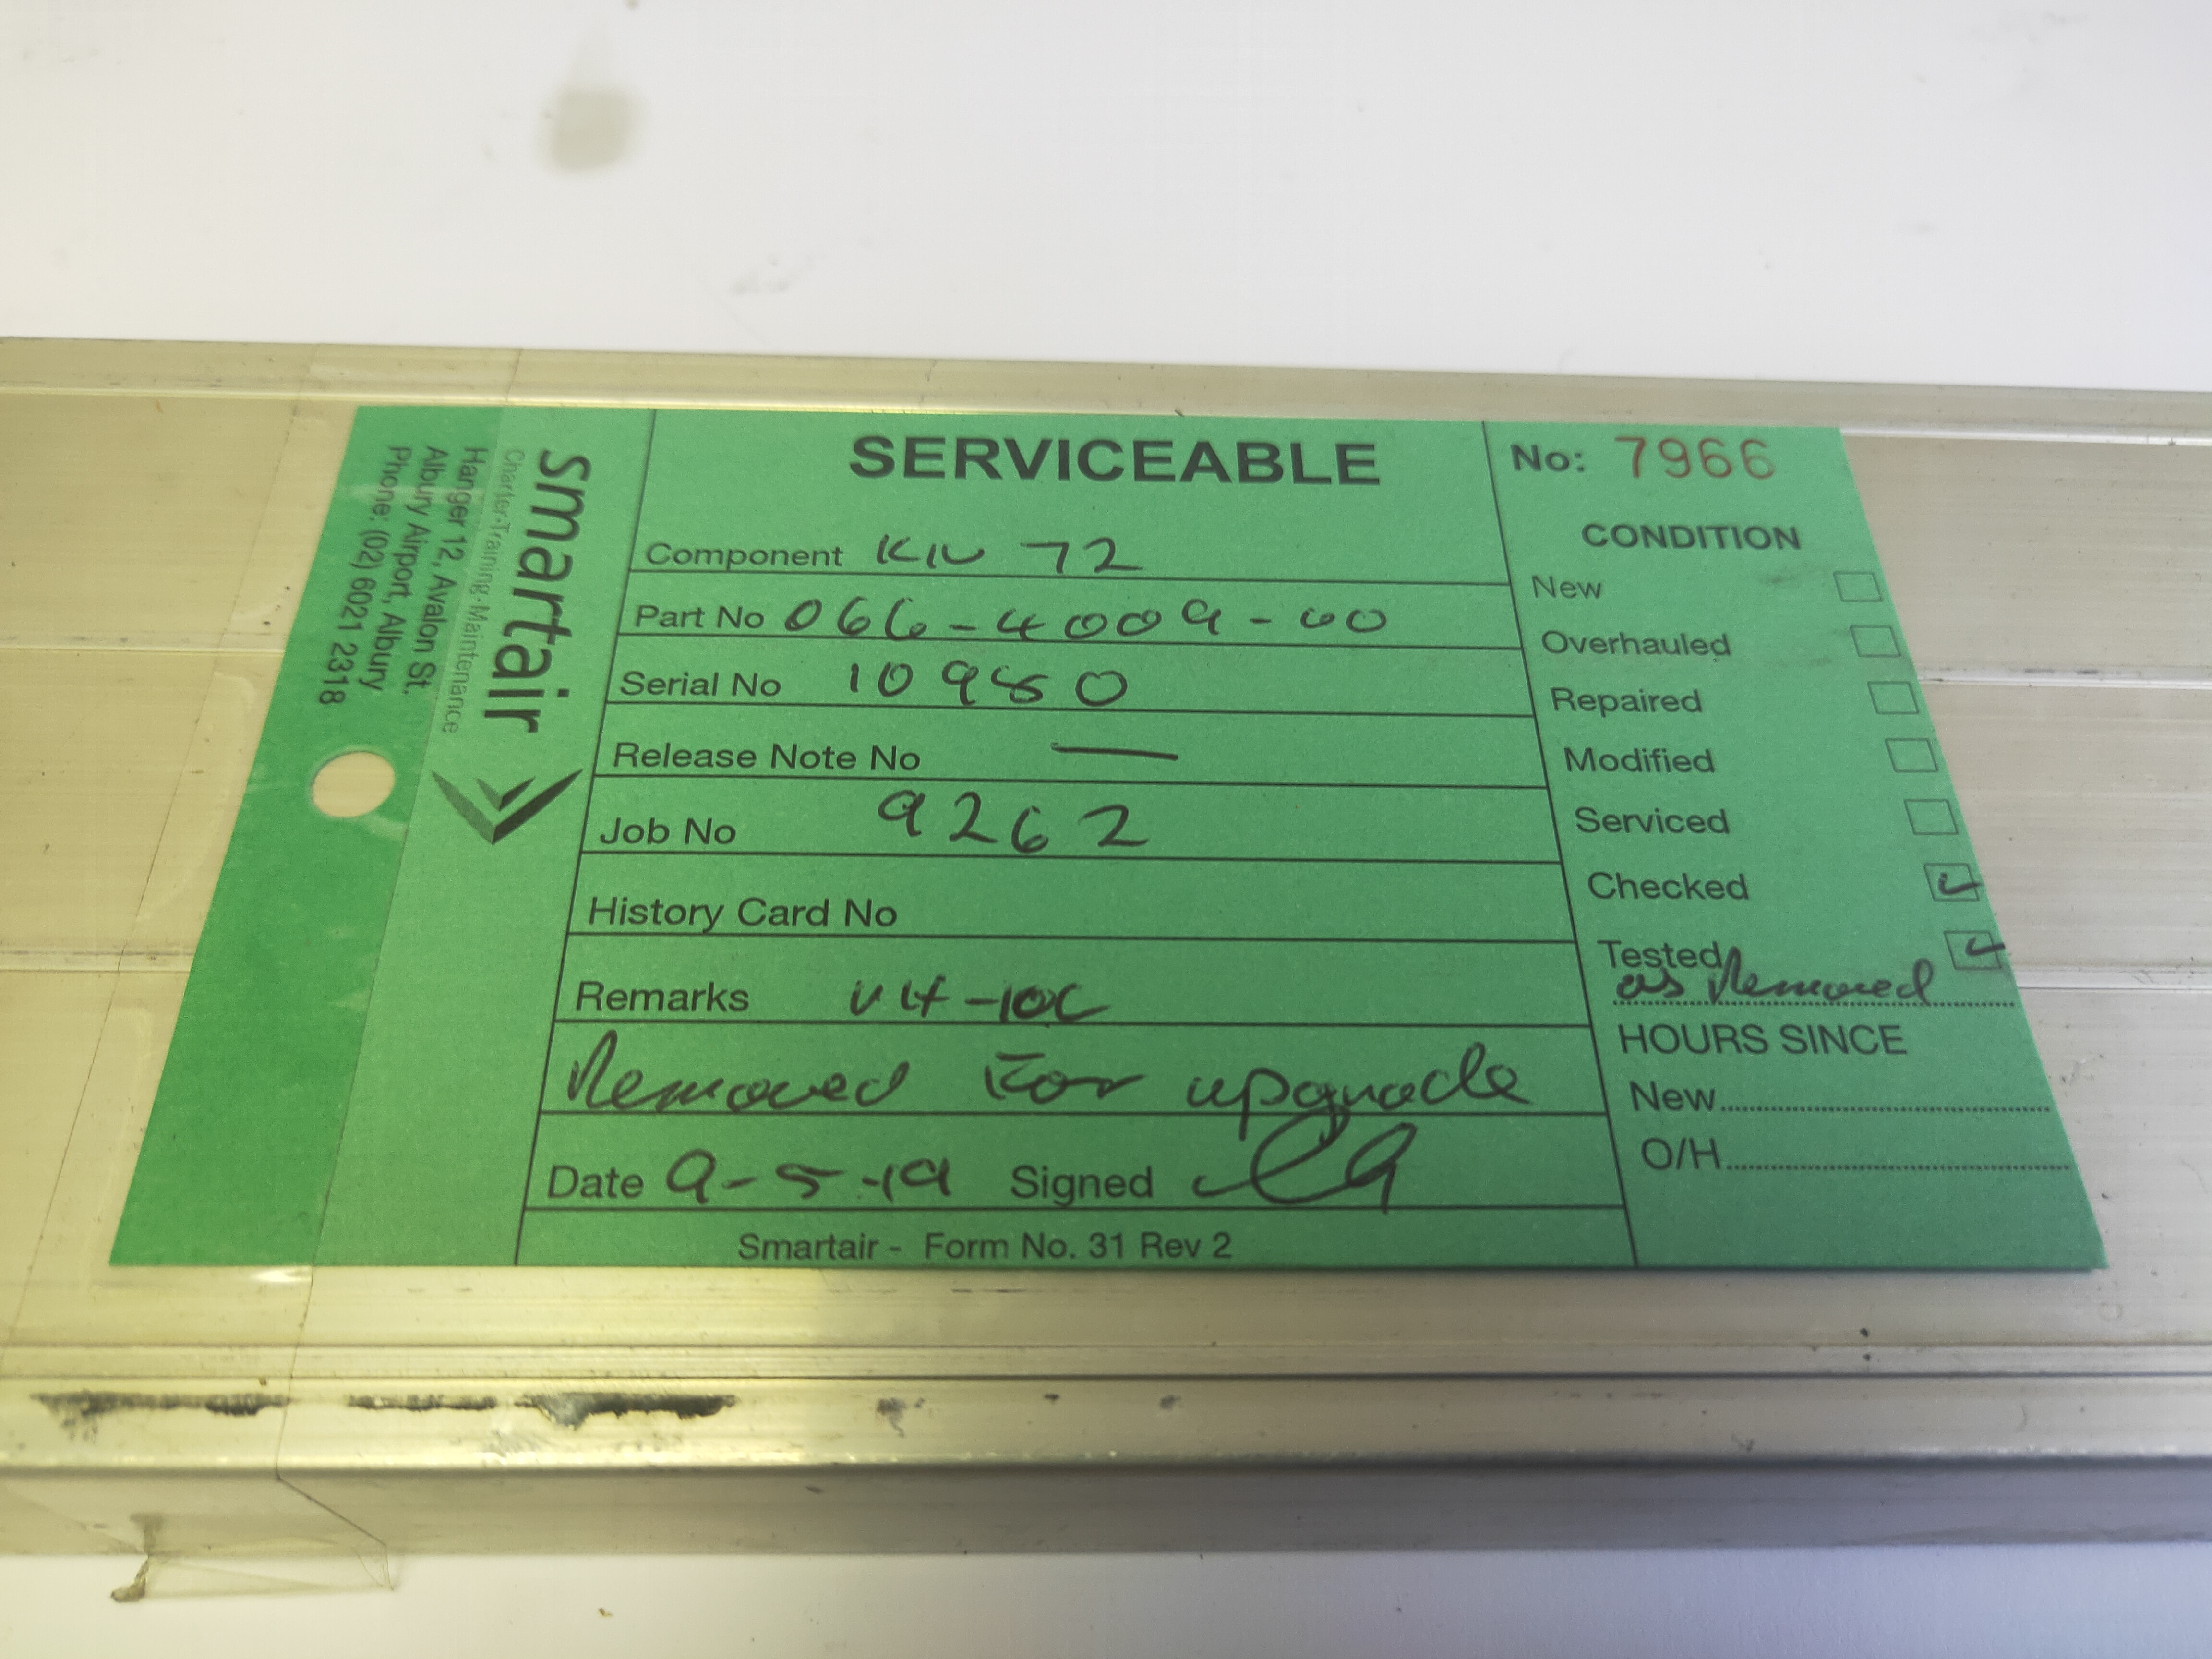 smartair
Charter·Training·Maintenance
Hanger 12, Avalon St.
Albury Airport, Albury
Phone: (02) 6021 2318
SERVICEABLE
Component KN 72
Part No 066-4009-00
Serial No 10980
Release Note No —
Job No 9262
History Card No
Remarks VH-IOC
Removed For upgrade
Date 9-5-19 Signed
Smartair - Form No. 31 Rev 2
No: 7966
CONDITION
New
Overhauled
Repaired
Modified
Serviced
Checked ✓
Tested ✓
as Removed
HOURS SINCE
New
O/H